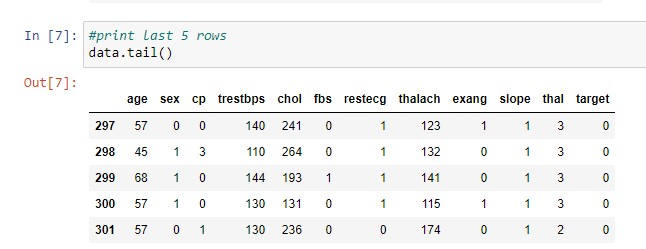 In [7]: #print last 5 rows
data.tail()
Out[7]:
age sex cp trestbps chol fbs restecg thalach exang slope thal target
297 57 0 0 140 241 0 1 123 1 1 3 0
298 45 1 3 110 264 0 1 132 0 1 3 0
299 68 1 0 144 193 1 1 141 0 1 3 0
300 57 1 0 130 131 0 1 115 1 1 3 0
301 57 0 1 130 236 0 0 174 0 1 2 0